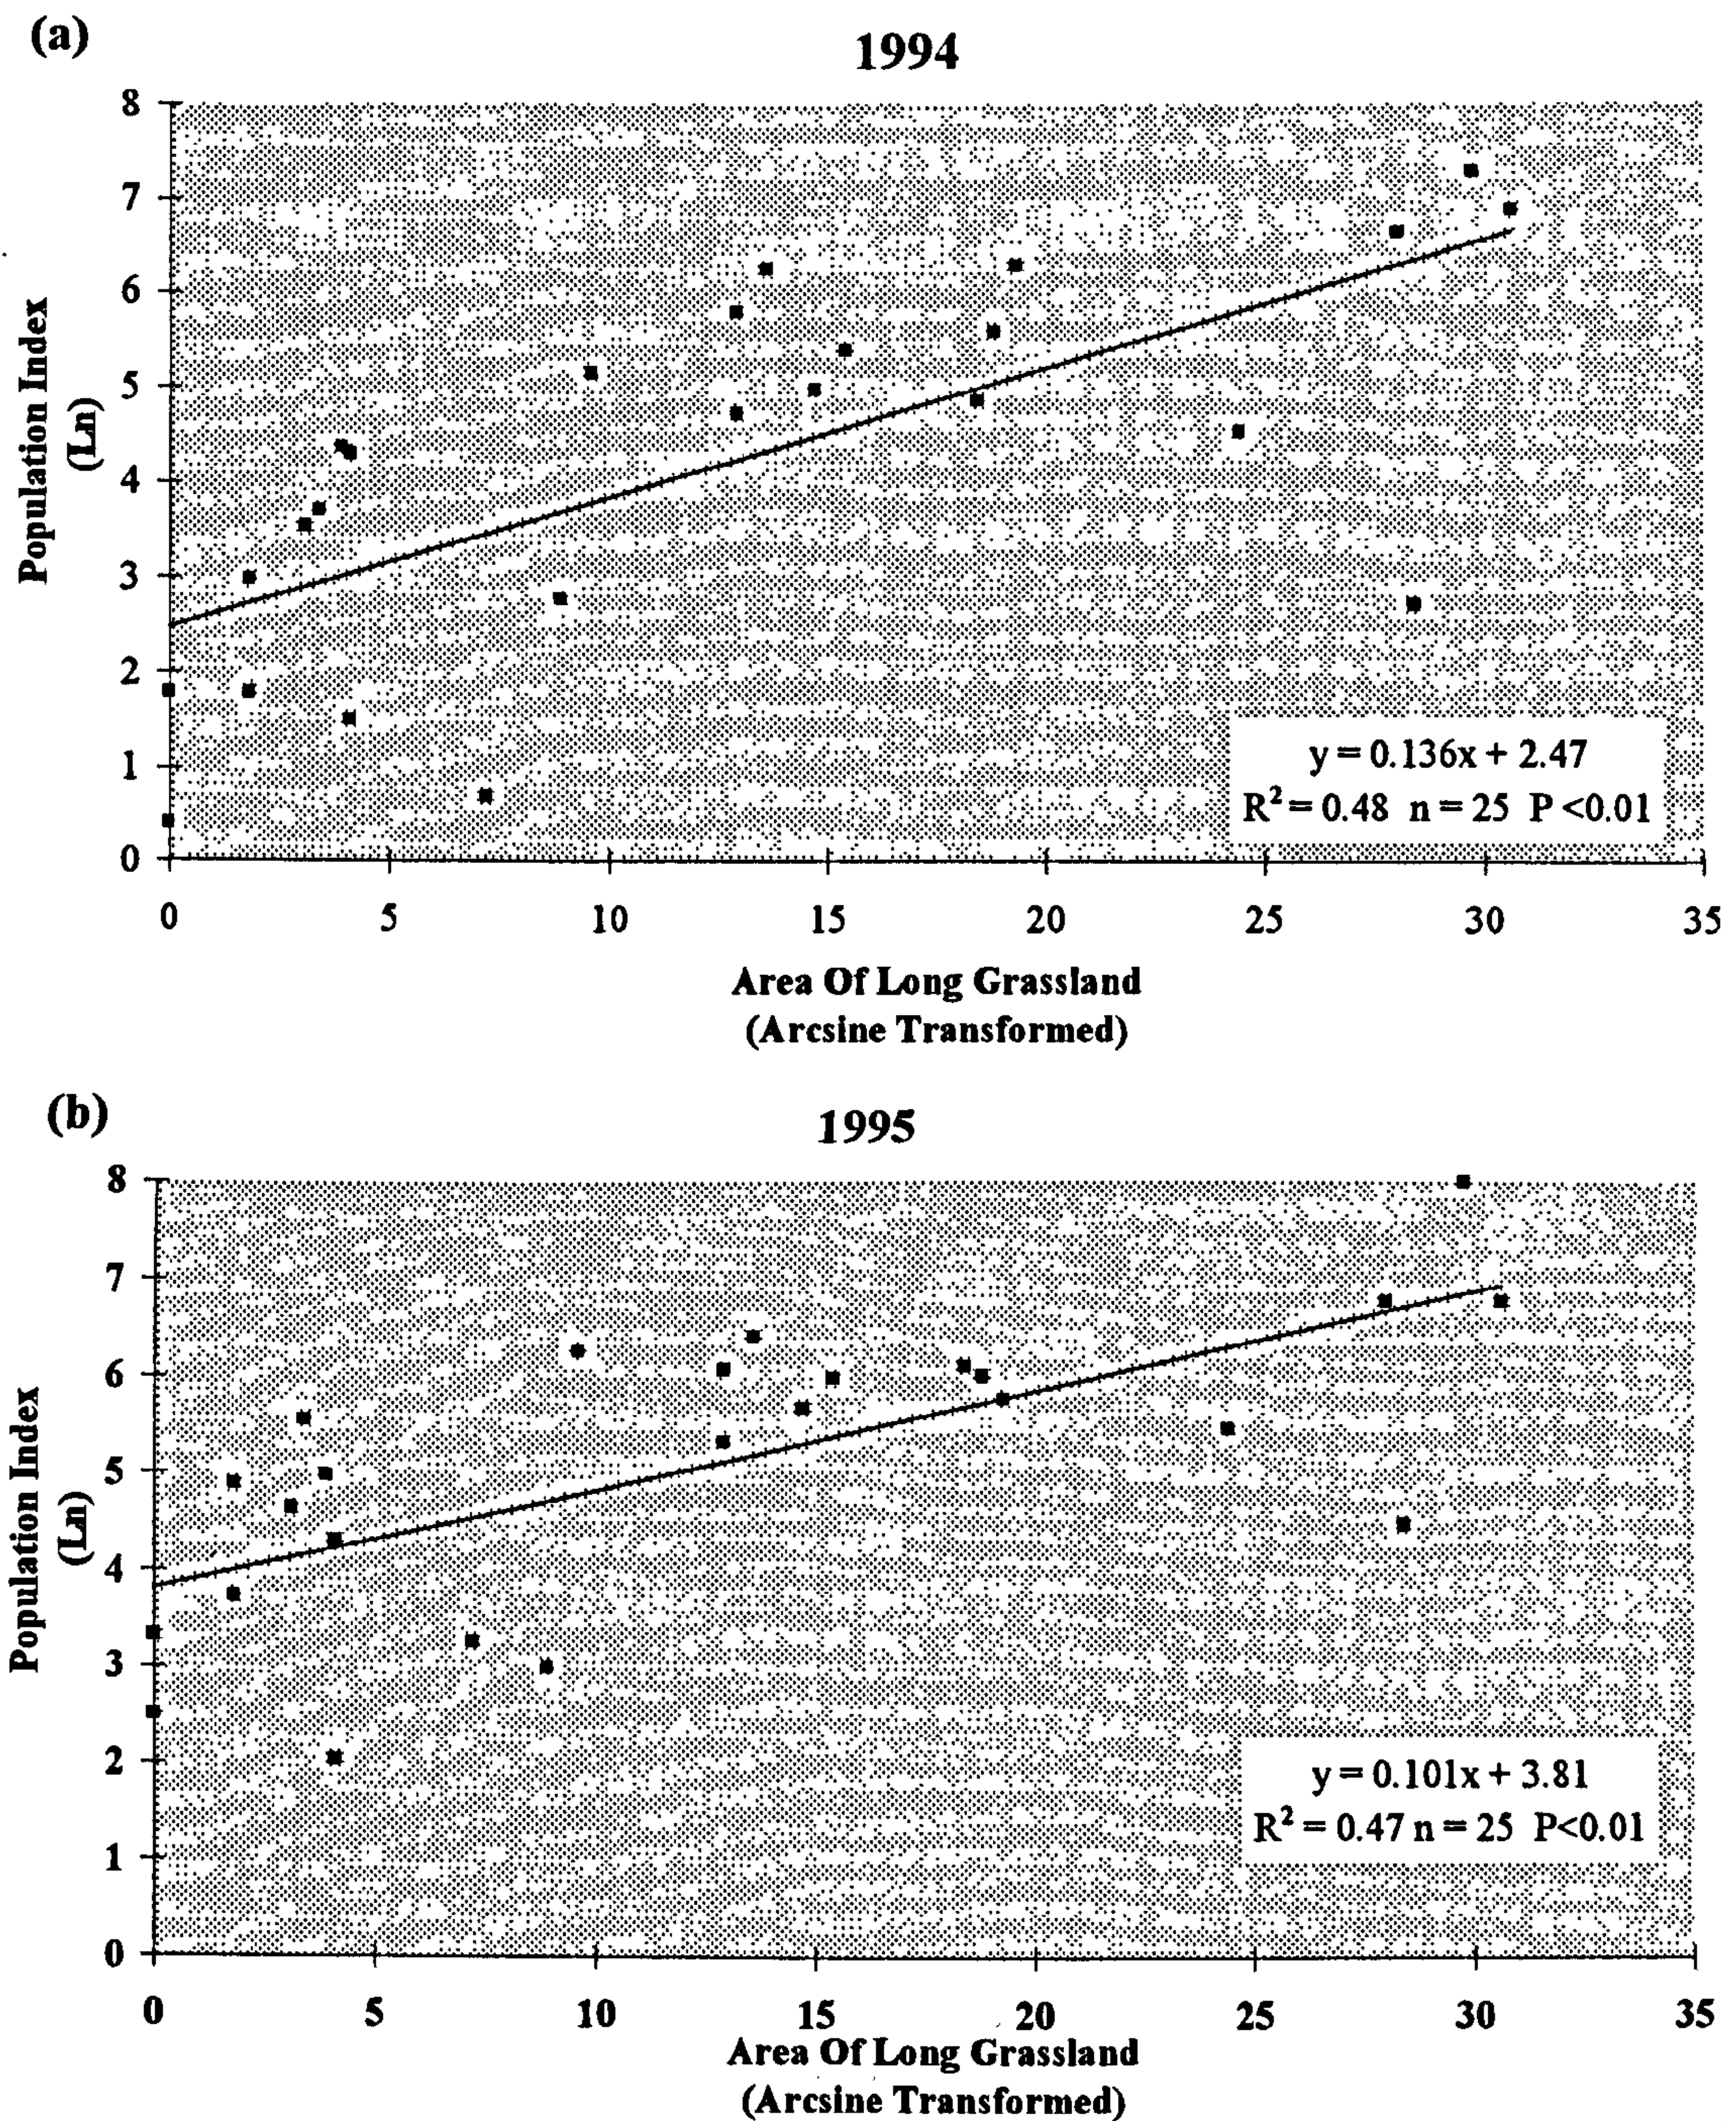 (a)
1994
8
7
6
5
4
3
2
1
0
Population Index
(Ln)
y = 0.136x + 2.47
R² = 0.48 n = 25 P <0.01
0 5 10 15 20 25 30 35
Area Of Long Grassland
(Arcsine Transformed)
(b)
1995
8
7
6
5
4
3
2
1
0
Population Index
(Ln)
y = 0.101x + 3.81
R² = 0.47 n = 25 P<0.01
0 5 10 15 20 25 30 35
Area Of Long Grassland
(Arcsine Transformed)